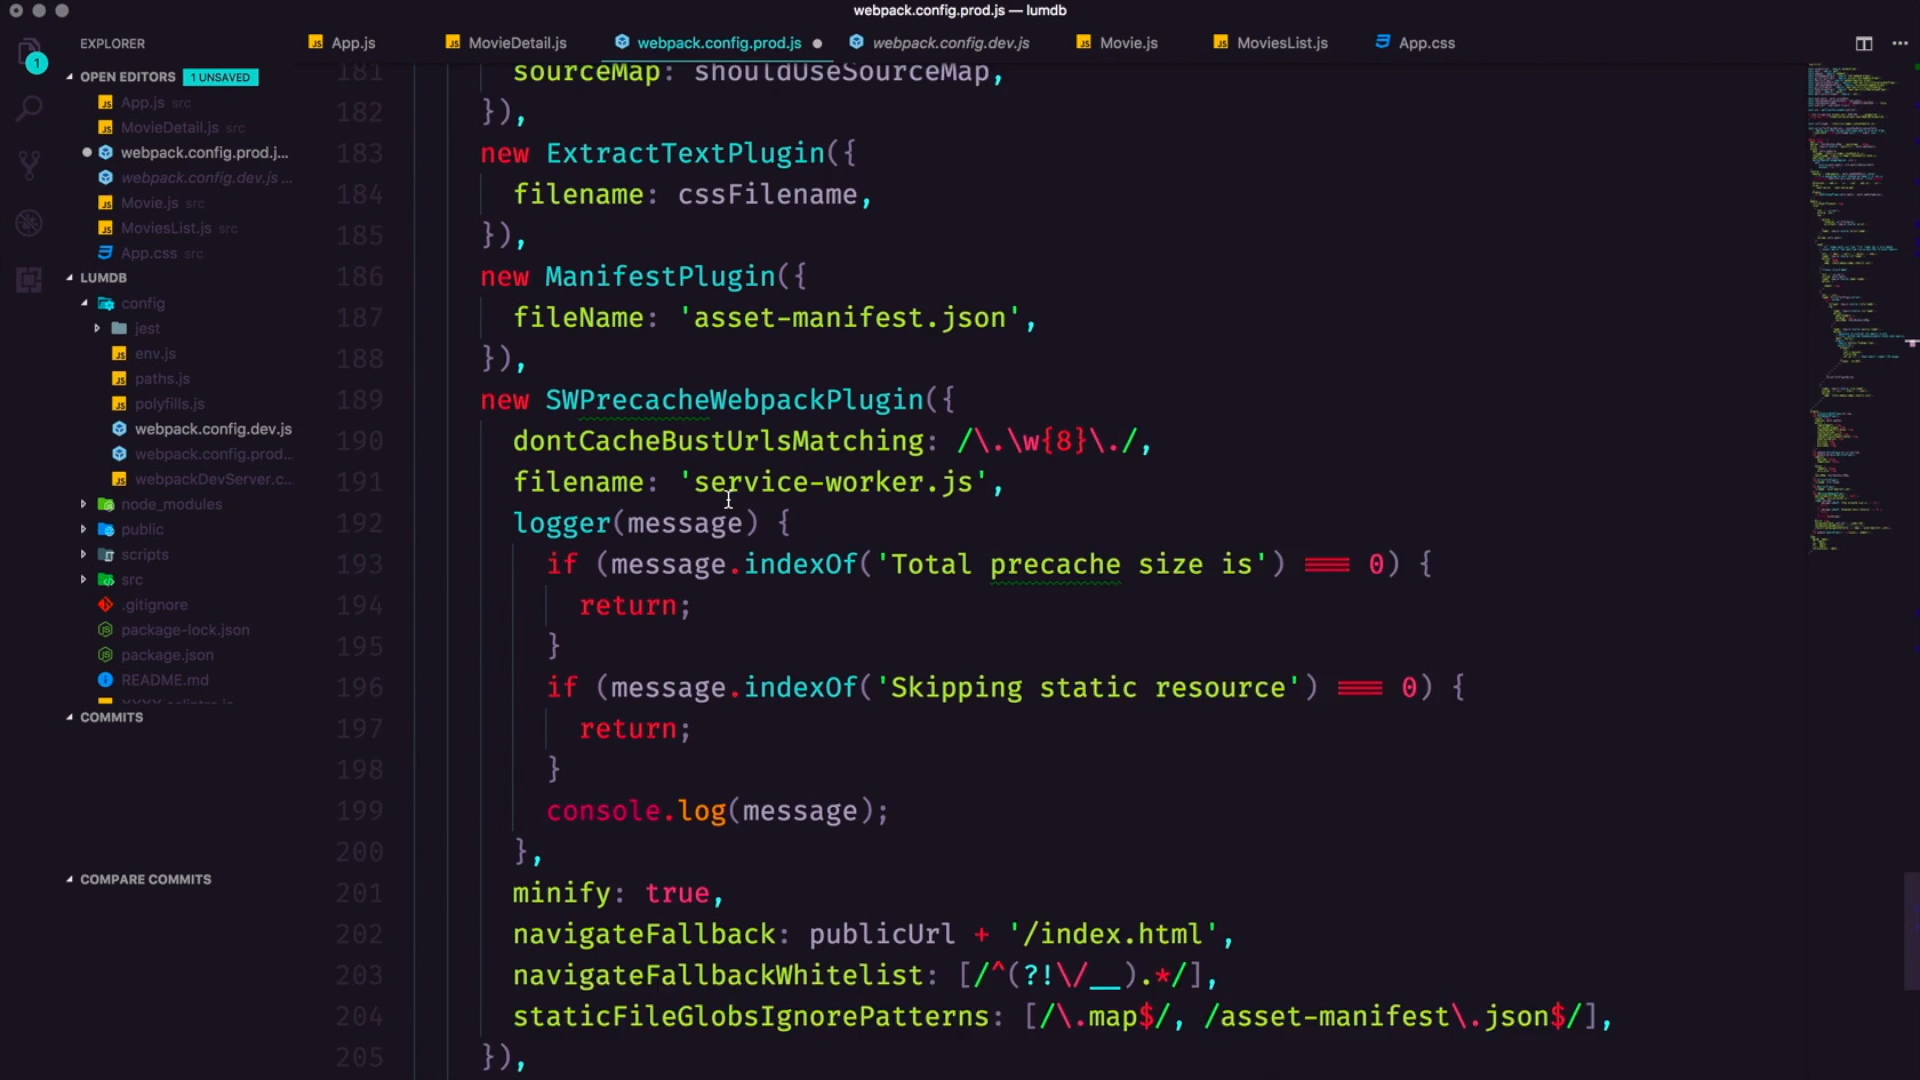 webpack.config.prod.js — lumdb
EXPLORER
App.js
MovieDetail.js
webpack.config.prod.js
webpack.config.dev.js
Movie.js
MoviesList.js
App.css
1
OPEN EDITORS 1 UNSAVED
App.js src
MovieDetail.js src
webpack.config.prod.j...
webpack.config.dev.js ...
Movie.js src
MoviesList.js src
App.css src
LUMDB
config
jest
env.js
paths.js
polyfills.js
webpack.config.dev.js
webpack.config.prod...
webpackDevServer.c...
node_modules
public
scripts
src
.gitignore
package-lock.json
package.json
README.md
COMMITS
COMPARE COMMITS
181 sourceMap: shouldUseSourceMap,
182 }),
183 new ExtractTextPlugin({
184 filename: cssFilename,
185 }),
186 new ManifestPlugin({
187 fileName: 'asset-manifest.json',
188 }),
189 new SWPrecacheWebpackPlugin({
190 dontCacheBustUrlsMatching: /\.\w{8}\./,
191 filename: 'service-worker.js',
192 logger(message) {
193 if (message.indexOf('Total precache size is') === 0) {
194 return;
195 }
196 if (message.indexOf('Skipping static resource') === 0) {
197 return;
198 }
199 console.log(message);
200 },
201 minify: true,
202 navigateFallback: publicUrl + '/index.html',
203 navigateFallbackWhitelist: [/^(?!\/__).*/],
204 staticFileGlobsIgnorePatterns: [/\.map$/, /asset-manifest\.json$/],
205 }),